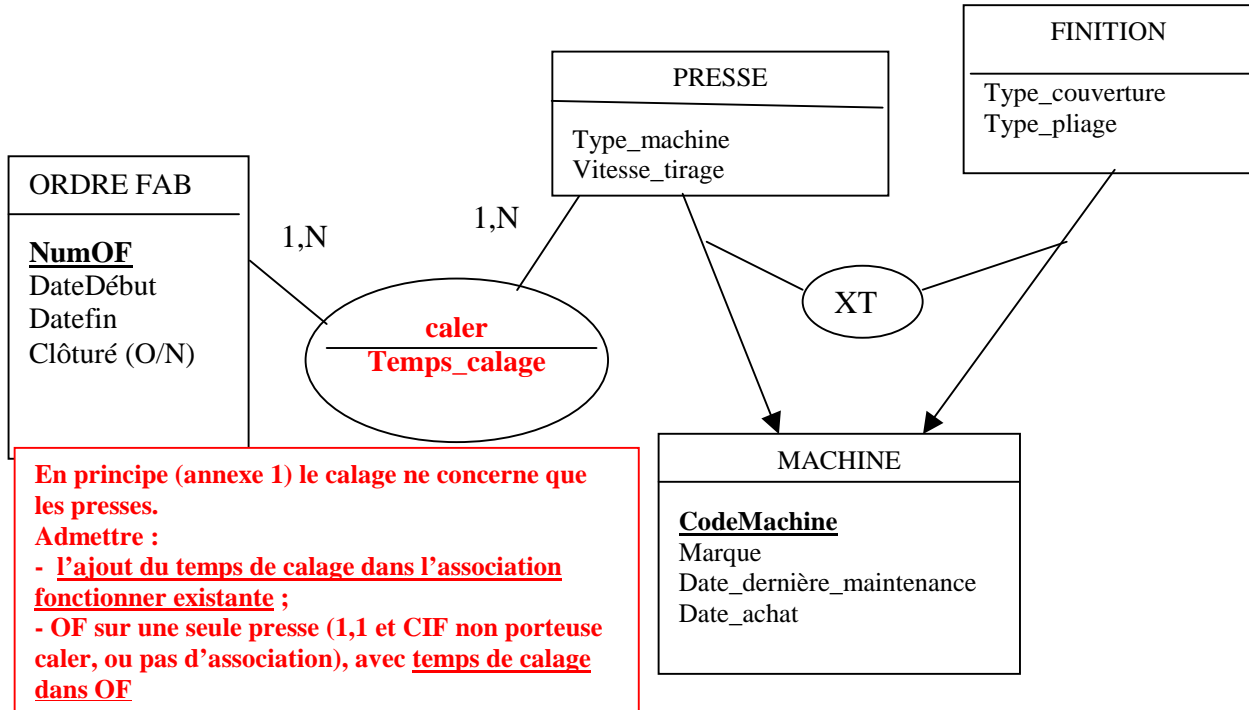 FINITION
Type_couverture
Type_pliage
PRESSE
Type_machine
Vitesse_tirage
ORDRE FAB
NumOF
DateDébut
Datefin
Clôturé (O/N)
1,N
1,N
caler
Temps_calage
XT
MACHINE
CodeMachine
Marque
Date_dernière_maintenance
Date_achat
En principe (annexe 1) le calage ne concerne que
les presses.
Admettre :
- l’ajout du temps de calage dans l’association
fonctionner existante ;
- OF sur une seule presse (1,1 et CIF non porteuse
caler, ou pas d’association), avec temps de calage
dans OF